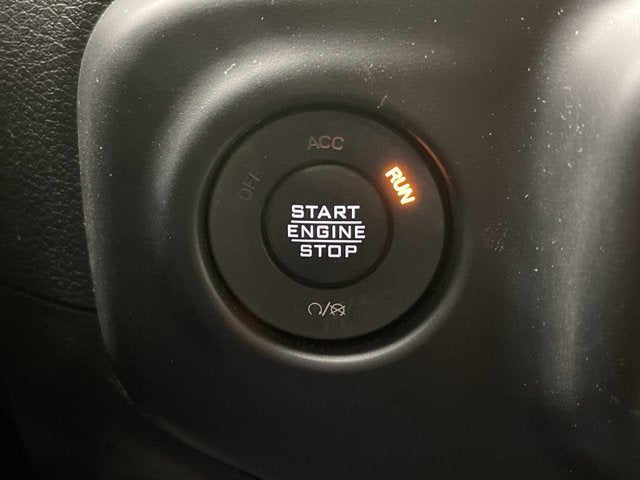 ACC
OFF
RUN
START
ENGINE
STOP